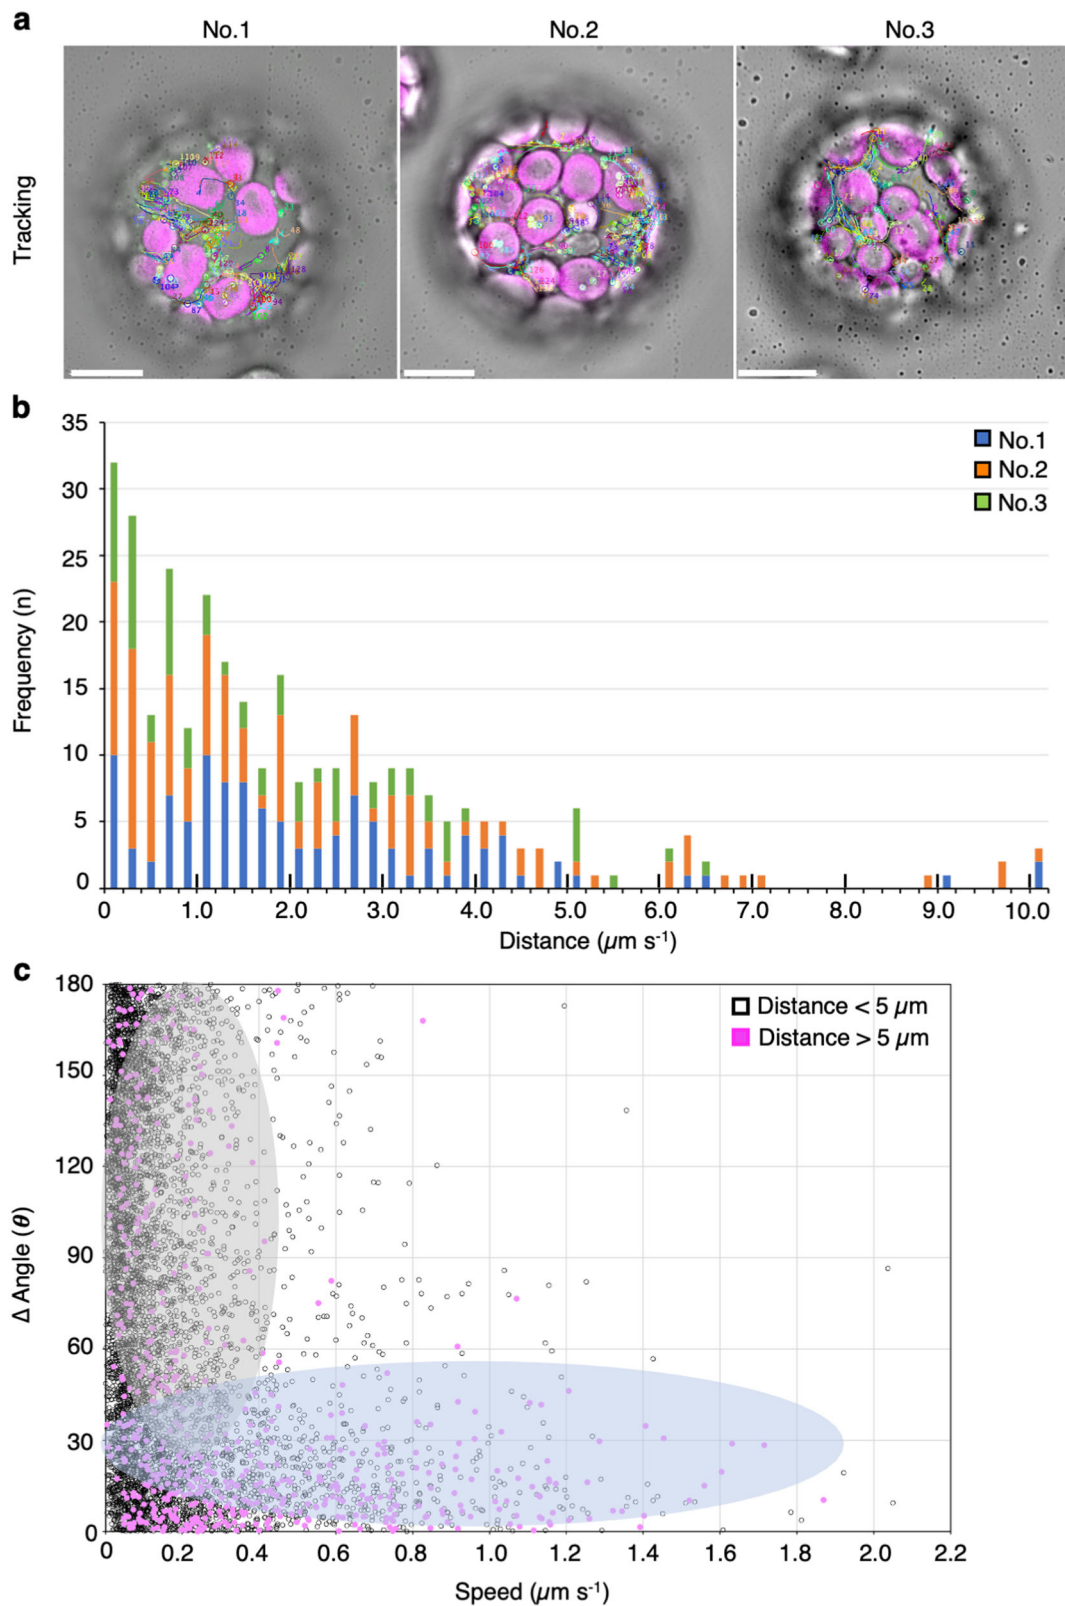 a
No.1 No.2 No.3
Tracking
b
35
30
25
20
15
10
5
0
Frequency (n)
No.1
No.2
No.3
0 1.0 2.0 3.0 4.0 5.0 6.0 7.0 8.0 9.0 10.0
Distance (μm s-1)
c
180
150
120
90
60
30
0
Δ Angle (θ)
Distance < 5 μm
Distance > 5 μm
0 0.2 0.4 0.6 0.8 1.0 1.2 1.4 1.6 1.8 2.0 2.2
Speed (μm s-1)